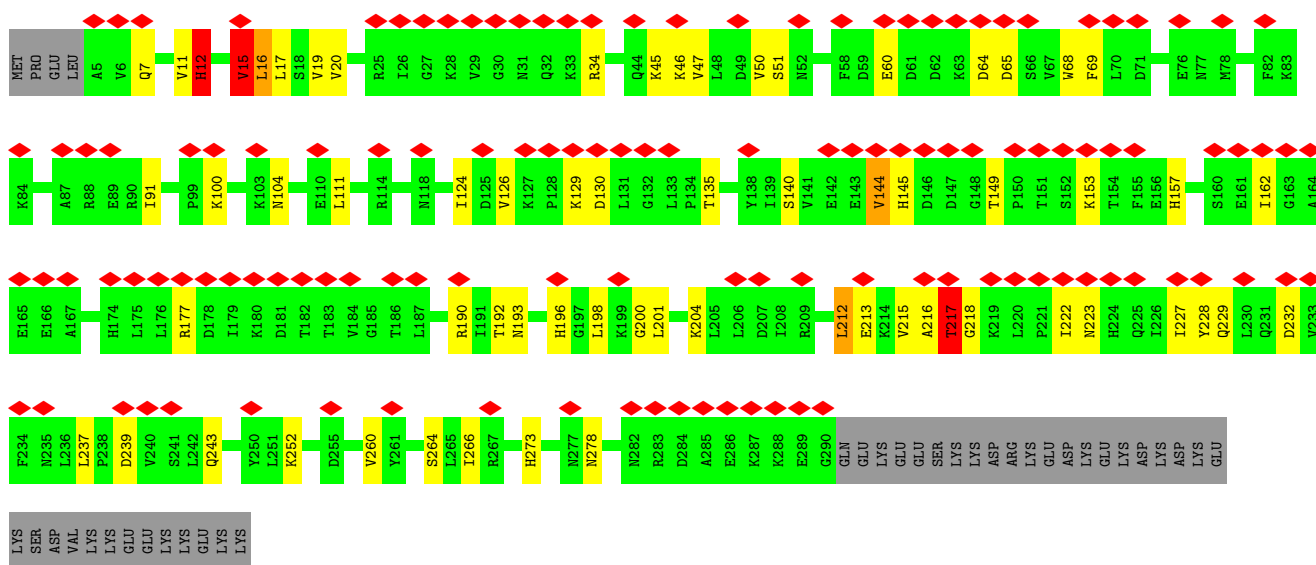 MET PRO GLU LEU A5 V6 Q7 V11 H12 V15 L16 L17 S18 V19 V20 R25 I26 G27 K28 V29 G30 N31 Q32 K33 R34 Q44 K45 K46 V47 L48 D49 V50 S51 N52 F58 D59 E60 D61 D62 K63 D64 D65 S66 V67 W68 F69 L70 D71 E76 N77 M78 F82 K83
K84 A87 R88 E89 R90 I91 P99 K100 K103 N104 E110 L111 R114 N118 I124 D125 V126 K127 P128 K129 D130 L131 G132 L133 P134 T135 Y138 I139 S140 V141 E142 E143 V144 H145 D146 D147 G148 T149 P150 T151 S152 K153 T154 F155 E156 H157 S160 E161 I162 G163 A164
E165 E166 A167 H174 L175 L176 R177 D178 I179 K180 D181 T182 T183 V184 G185 T186 L187 R190 I191 T192 N193 H196 G197 L198 K199 G200 L201 K204 L205 L206 D207 I208 R209 L212 E213 K214 V215 A216 T217 G218 K219 L220 P221 I222 N223 H224 Q225 I226 I227 Y228 Q229 L230 Q231 D232 V233
F234 N235 L236 L237 P238 D239 V240 S241 L242 Q243 Y250 L251 K252 D255 V260 Y261 S264 L265 I266 R267 H273 N277 N278 N282 R283 D284 A285 E286 K287 K288 E289 G290 GLN GLU LYS GLU GLU SER LYS LYS ASP ARG LYS GLU ASP LYS GLU LYS ASP LYS ASP LYS GLU
LYS SER ASP VAL LYS LYS GLU GLU LYS LYS GLU LYS LYS